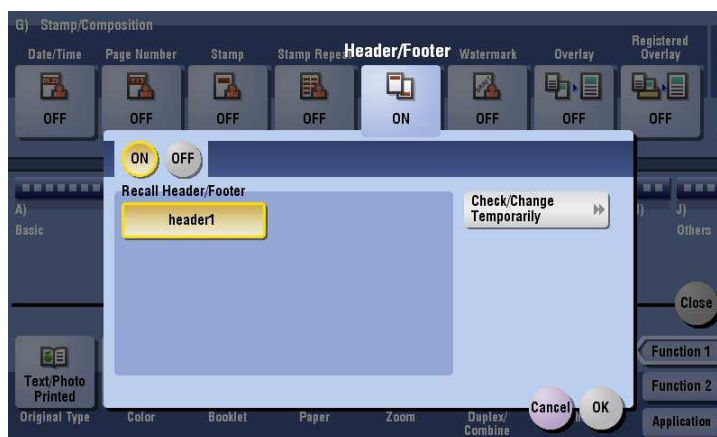 G) Stamp/Composition
Date/Time
Page Number
Stamp
Stamp Repeat
Header/Footer
Watermark
Overlay
Registered
Overlay
OFF
OFF
OFF
OFF
ON
OFF
OFF
OFF
ON
OFF
Recall Header/Footer
header1
Check/Change
Temporarily
A)
Basic
J)
Others
Close
Text/Photo
Printed
Function 1
Function 2
Cancel
OK
Original Type
Color
Booklet
Paper
Zoom
Duplex/
Combine
Application